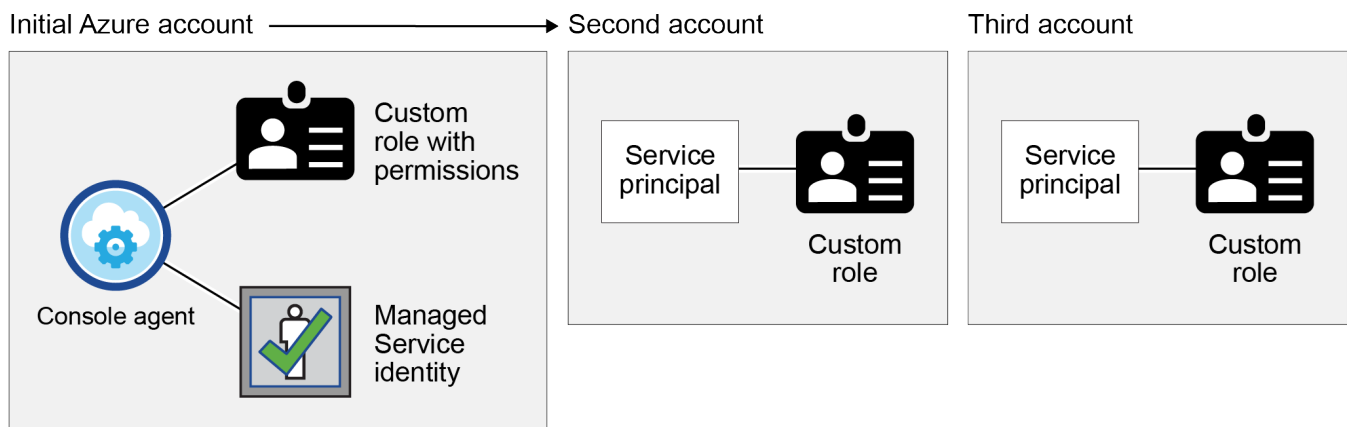 Initial Azure account
Second account
Third account
Custom
role with
permissions
Console agent
Managed
Service
identity
Service
principal
Custom
role
Service
principal
Custom
role